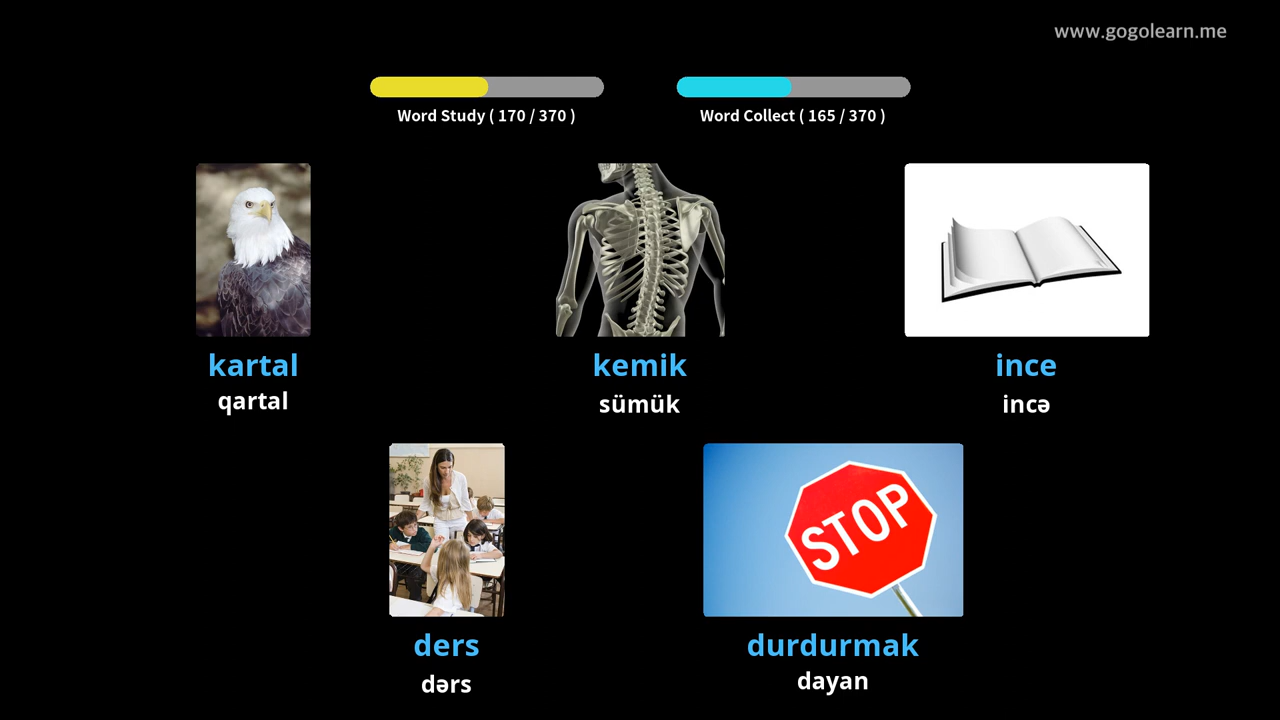 www.gogolearn.me
Word Study ( 170 / 370 )
Word Collect ( 165 / 370 )
kartal
qartal
kemik
sümük
ince
incə
ders
dərs
STOP
durdurmak
dayan